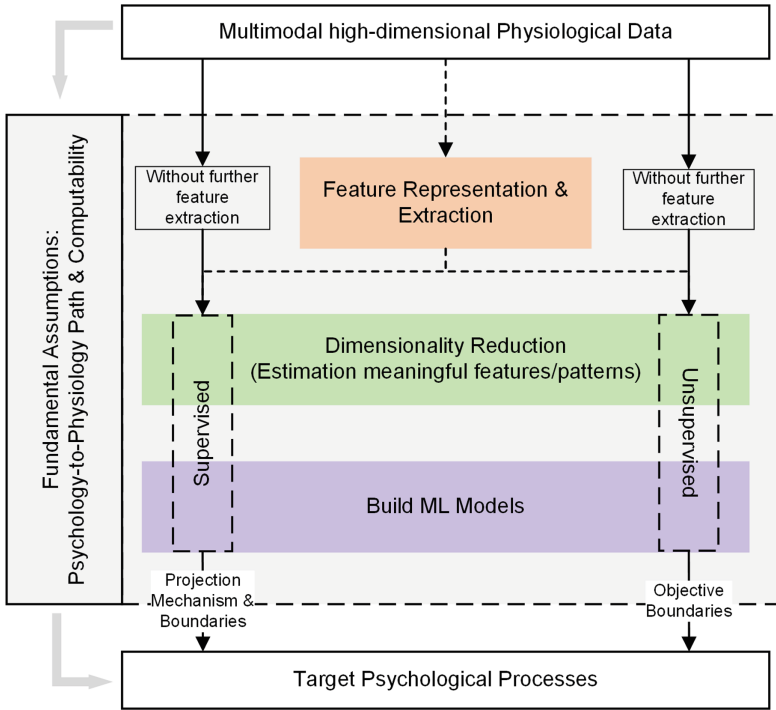 Multimodal high-dimensional Physiological Data
Fundamental Assumptions:
Psychology-to-Physiology Path & Computability
Without further
feature
extraction
Feature Representation &
Extraction
Without further
feature
extraction
Dimensionality Reduction
(Estimation meaningful features/patterns)
Supervised
Unsupervised
Build ML Models
Projection
Mechanism &
Boundaries
Objective
Boundaries
Target Psychological Processes